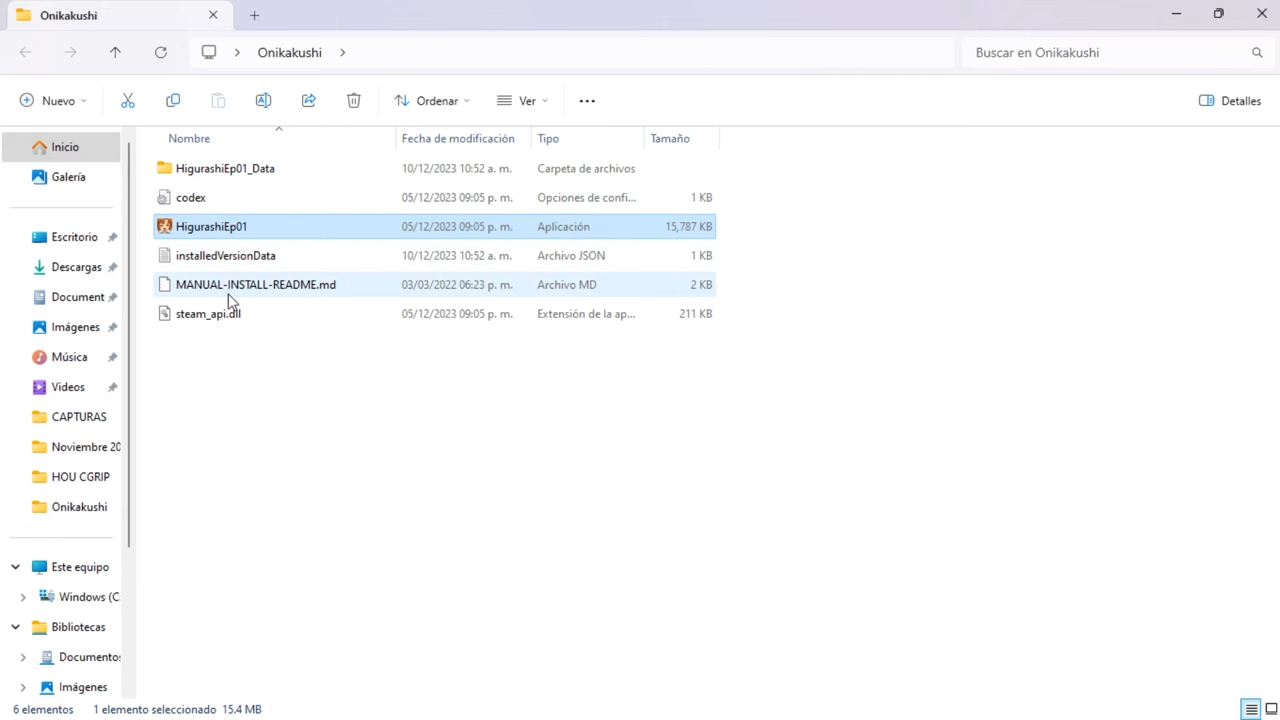 Onikakushi
Onikakushi
Buscar en Onikakushi
Nuevo
Ordenar
Ver
Detalles
Nombre
Fecha de modificación
Tipo
Tamaño
HigurashiEp01_Data
10/12/2023 10:52 a. m.
Carpeta de archivos
codex
05/12/2023 09:05 p. m.
Opciones de confi...
1 KB
HigurashiEp01
05/12/2023 09:05 p. m.
Aplicación
15,787 KB
installedVersionData
10/12/2023 10:52 a. m.
Archivo JSON
1 KB
MANUAL-INSTALL-README.md
03/03/2022 06:23 p. m.
Archivo MD
2 KB
steam_api.dll
05/12/2023 09:05 p. m.
Extensión de la ap...
211 KB
Inicio
Galería
Escritorio
Descargas
Document
Imágenes
Música
Videos
CAPTURAS
Noviembre 20
HOU CGRIP
Onikakushi
Este equipo
Windows (C:
Bibliotecas
Documentos
Imágenes
6 elementos
1 elemento seleccionado 15.4 MB